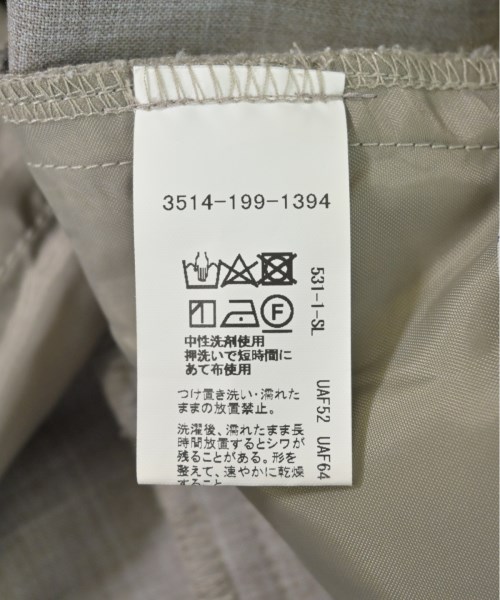 3514-199-1394
F
中性洗剤使用
押洗いで短時間に
あて布使用
つけ置き洗い・濡れた
ままの放置禁止。
洗濯後、濡れたまま長
時間放置するとシワが
残ることがある。形を
整えて、速やかに乾燥
すること
531-1-SL
UAF52 UAF64